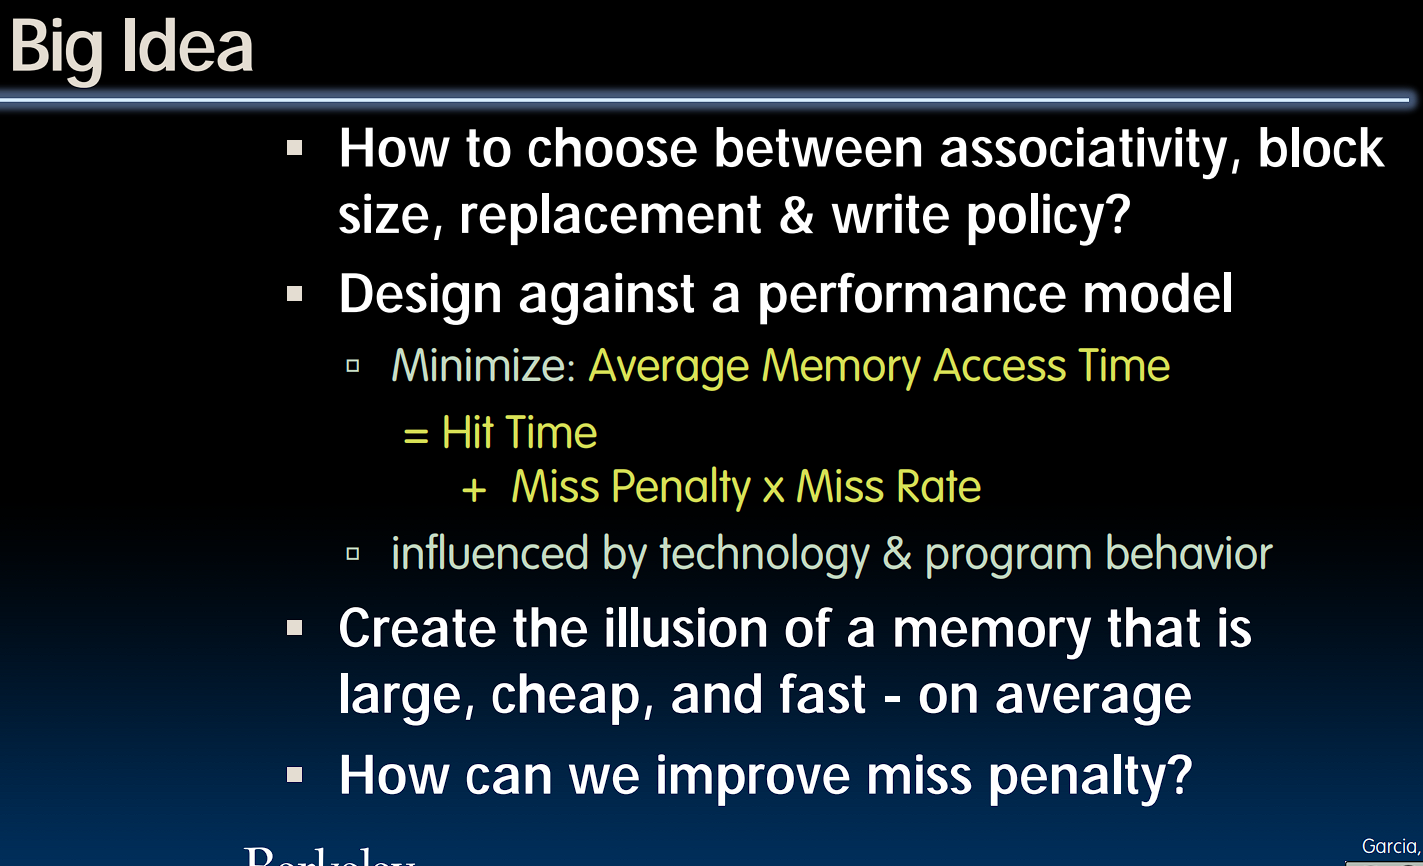 Big Idea
How to choose between associativity, block
size, replacement & write policy?
Design against a performance model
Minimize: Average Memory Access Time
= Hit Time
+ Miss Penalty x Miss Rate
influenced by technology & program behavior
Create the illusion of a memory that is
large, cheap, and fast - on average
How can we improve miss penalty?
Berkeley
Garcia,